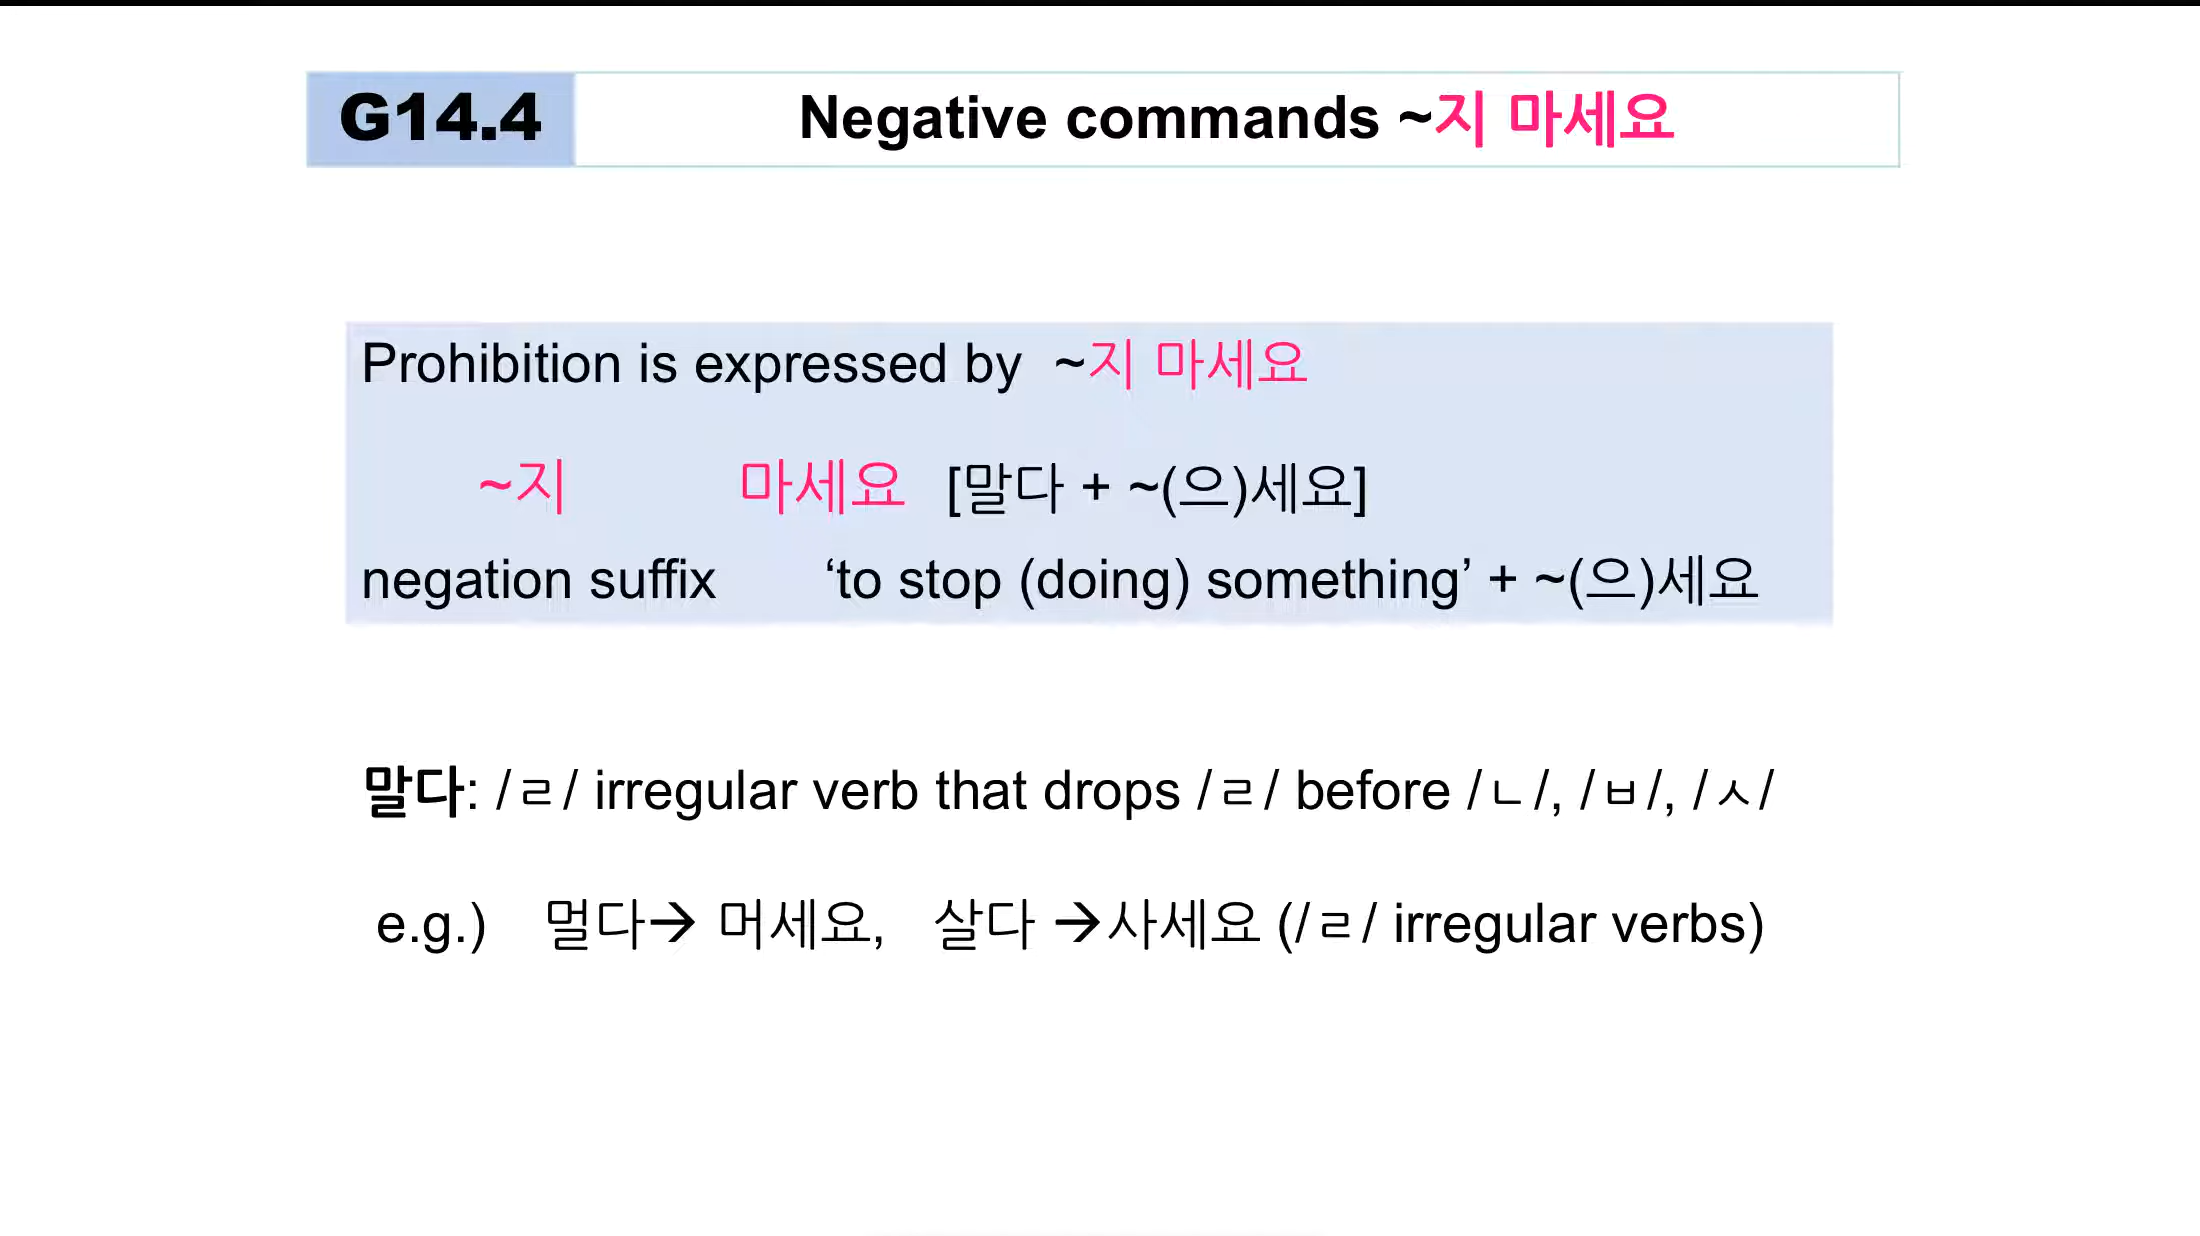 G14.4 Negative commands ~지 마세요
Prohibition is expressed by ~지 마세요
~지 마세요 [말다 + ~(으)세요]
negation suffix ‘to stop (doing) something’ + ~(으)세요
말다: /ㄹ/ irregular verb that drops /ㄹ/ before /ㄴ/, /ㅂ/, /ㅅ/
e.g.) 멀다→ 머세요, 살다 →사세요 (/ㄹ/ irregular verbs)